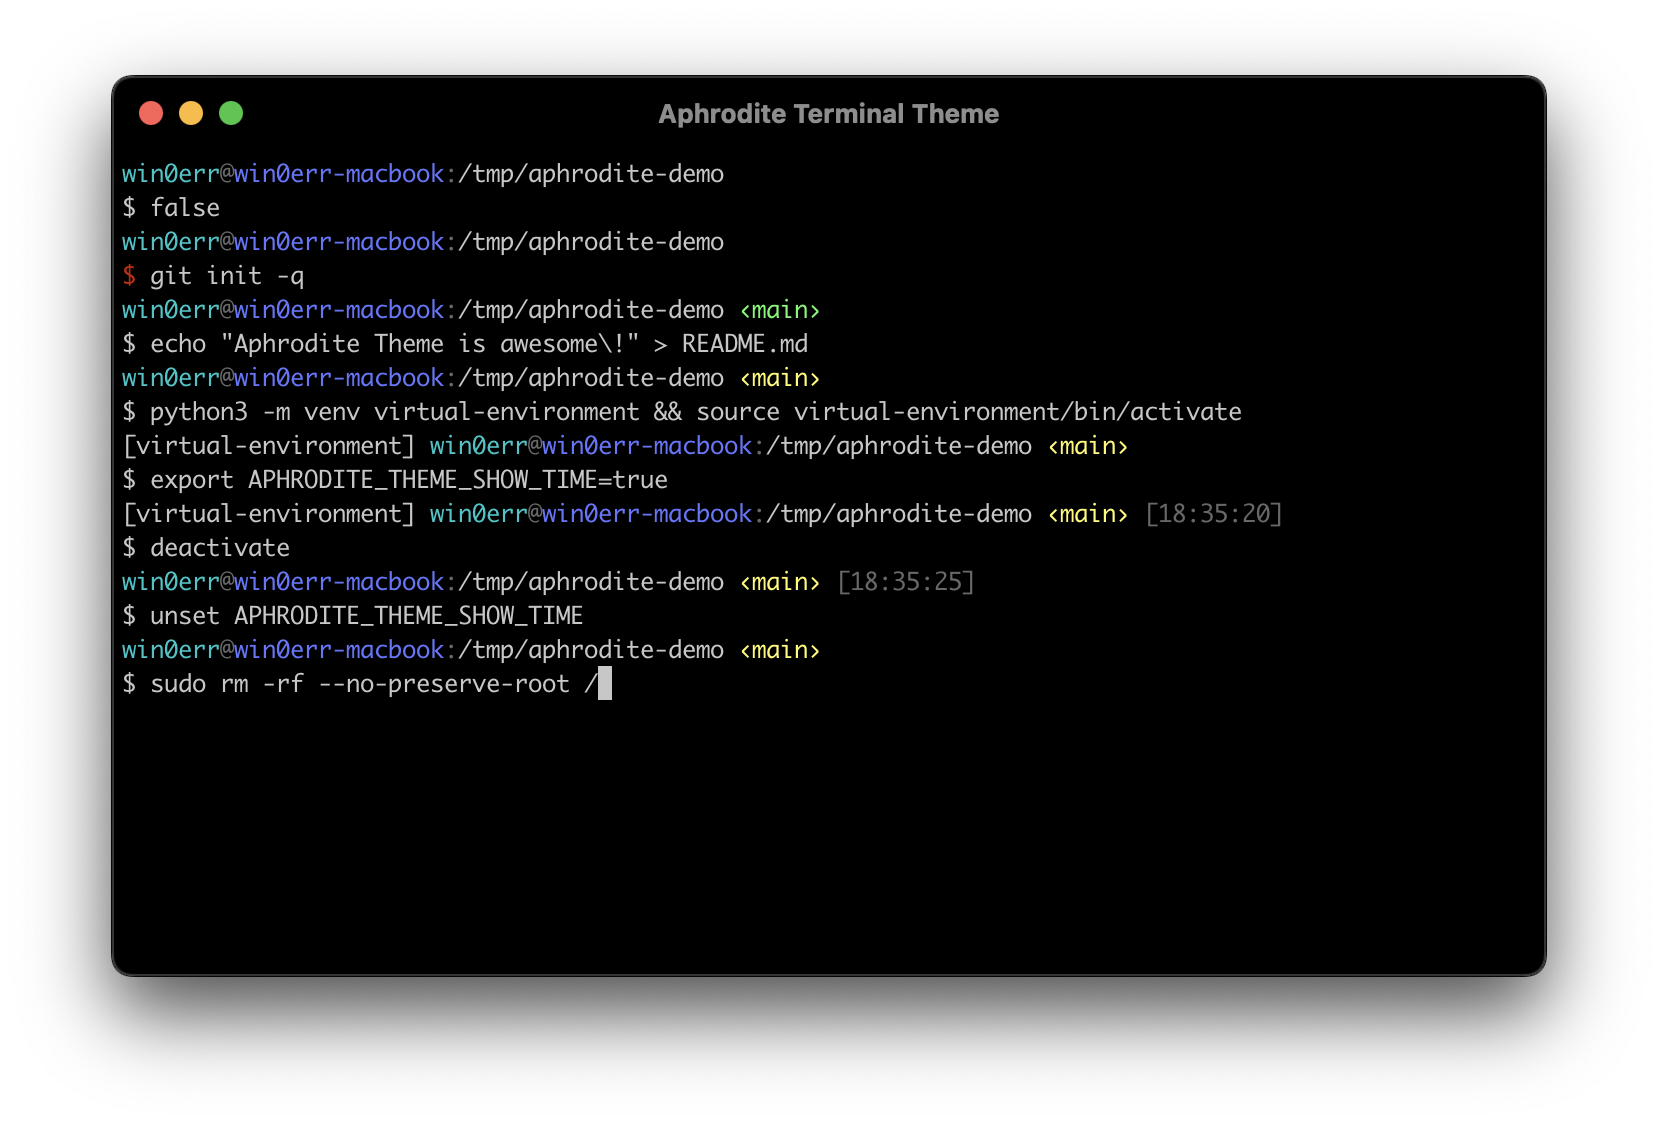 Aphrodite Terminal Theme
win0err@win0err-macbook:/tmp/aphrodite-demo
$ false
win0err@win0err-macbook:/tmp/aphrodite-demo
$ git init -q
win0err@win0err-macbook:/tmp/aphrodite-demo ‹main›
$ echo "Aphrodite Theme is awesome\!" > README.md
win0err@win0err-macbook:/tmp/aphrodite-demo ‹main›
$ python3 -m venv virtual-environment && source virtual-environment/bin/activate
[virtual-environment] win0err@win0err-macbook:/tmp/aphrodite-demo ‹main›
$ export APHRODITE_THEME_SHOW_TIME=true
[virtual-environment] win0err@win0err-macbook:/tmp/aphrodite-demo ‹main› [18:35:20]
$ deactivate
win0err@win0err-macbook:/tmp/aphrodite-demo ‹main› [18:35:25]
$ unset APHRODITE_THEME_SHOW_TIME
win0err@win0err-macbook:/tmp/aphrodite-demo ‹main›
$ sudo rm -rf --no-preserve-root /